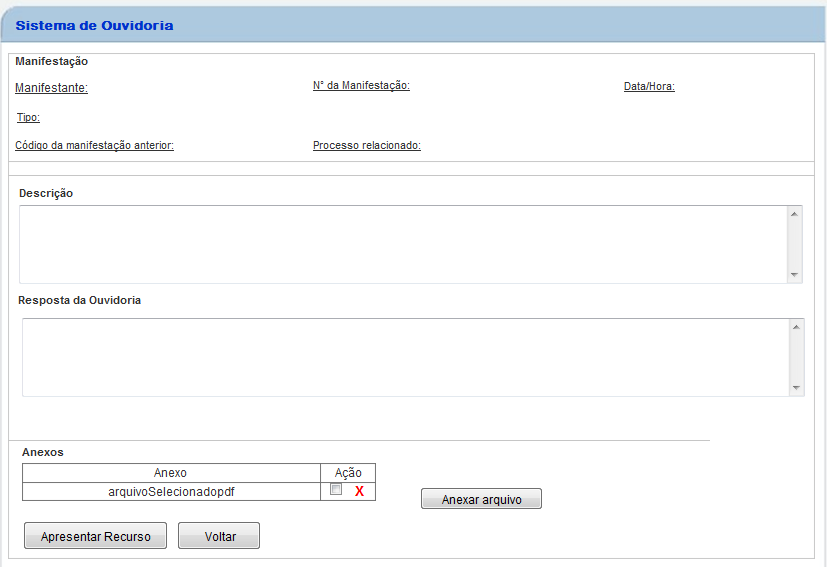 Sistema de Ouvidoria
Manifestação
Manifestante: N° da Manifestação: Data/Hora:
Tipo:
Código da manifestação anterior: Processo relacionado:
Descrição
Resposta da Ouvidoria
Anexos
Anexo Ação
arquivoSelecionadopdf X
Anexar arquivo
Apresentar Recurso Voltar